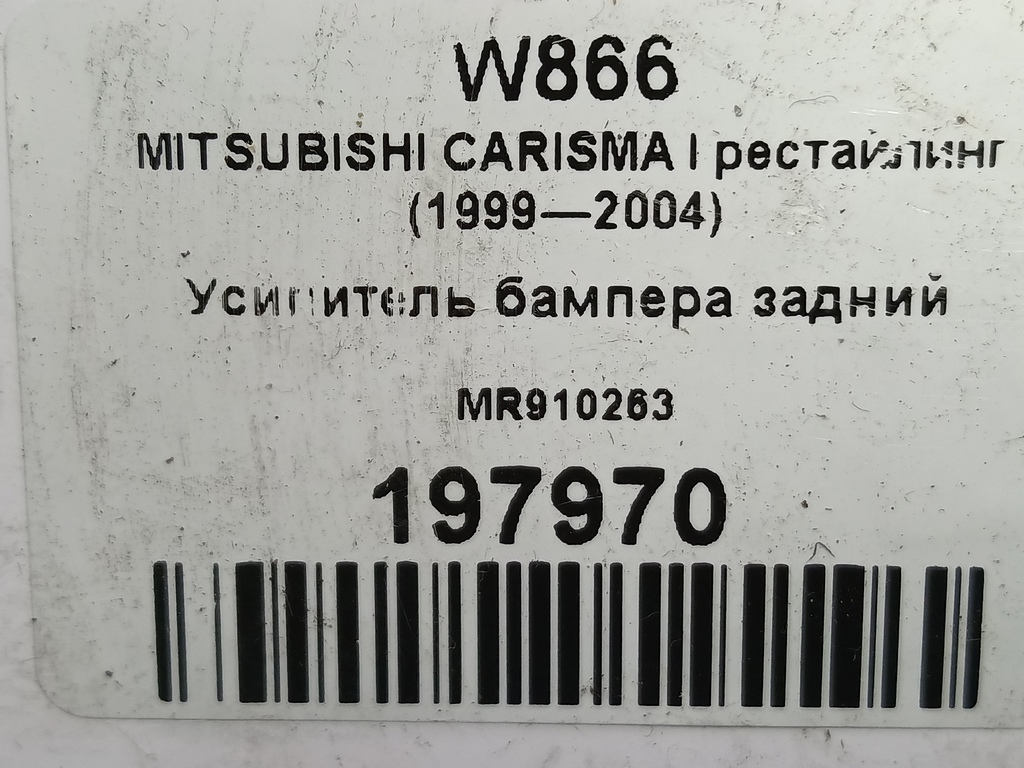 W866
MITSUBISHI CARISMA I рестайлинг
(1999—2004)
Усилитель бампера задний
MR910263
197970